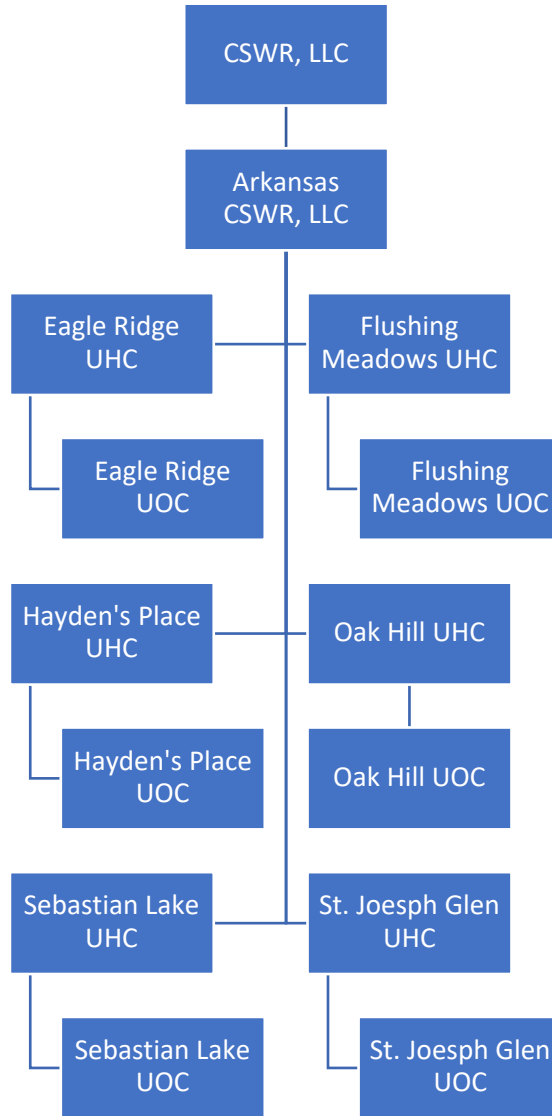 CSWR, LLC
Arkansas
CSWR, LLC
Eagle Ridge
UHC
Flushing
Meadows UHC
Eagle Ridge
UOC
Flushing
Meadows UOC
Hayden's Place
UHC
Oak Hill UHC
Hayden's Place
UOC
Oak Hill UOC
Sebastian Lake
UHC
St. Joesph Glen
UHC
Sebastian Lake
UOC
St. Joesph Glen
UOC